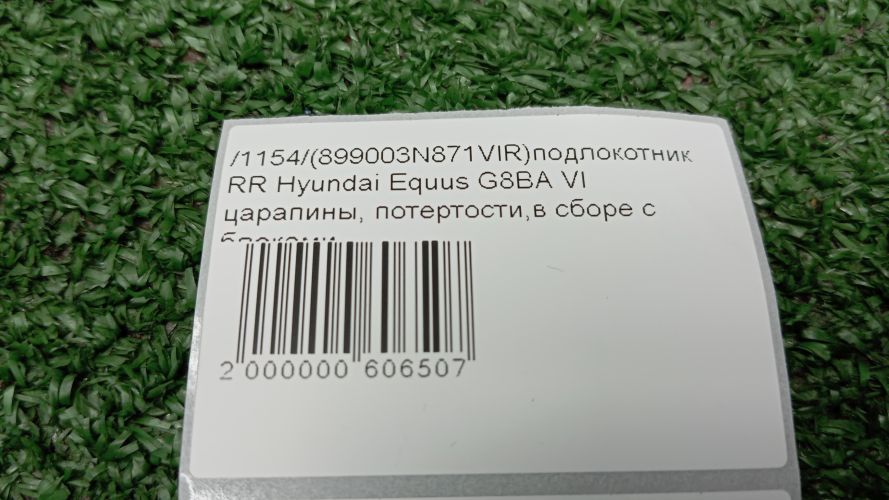 /1154/(899003N871VIR)подлокотник
RR Hyundai Equus G8BA VI
царапины, потертости,в сборе с
2 000000 606507